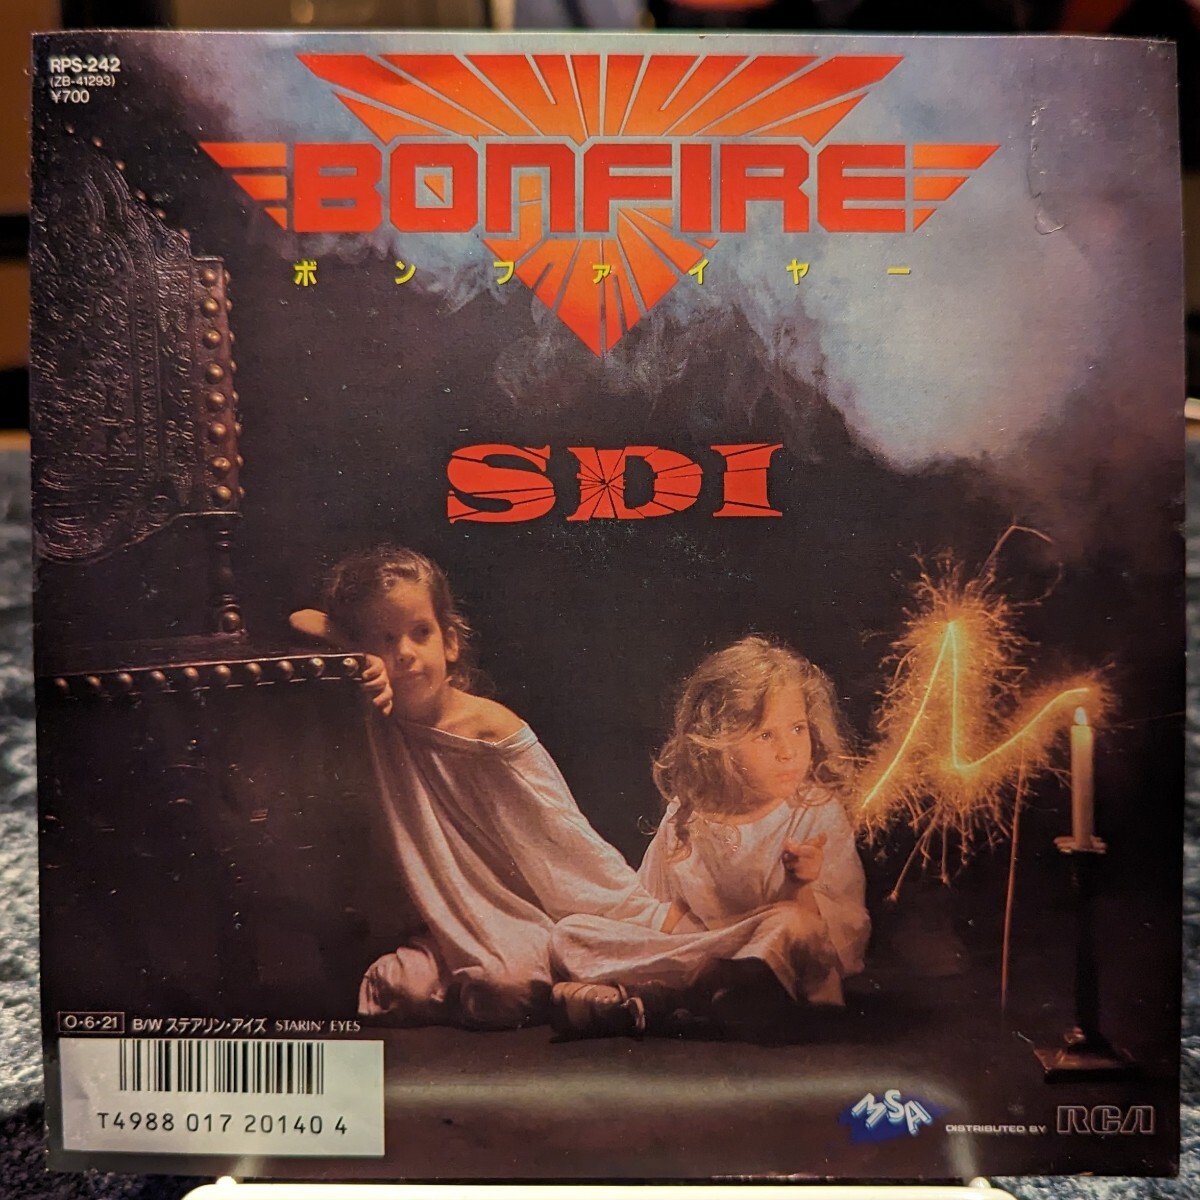 RPS-242
(ZB-41293)
¥700
BONFIRE
ボンファイヤー
SDI
0·6·21 B/W ステアリン・アイズ STARIN' EYES
T4988 017 20140 4
MSA
DISTRIBUTED BY RCA